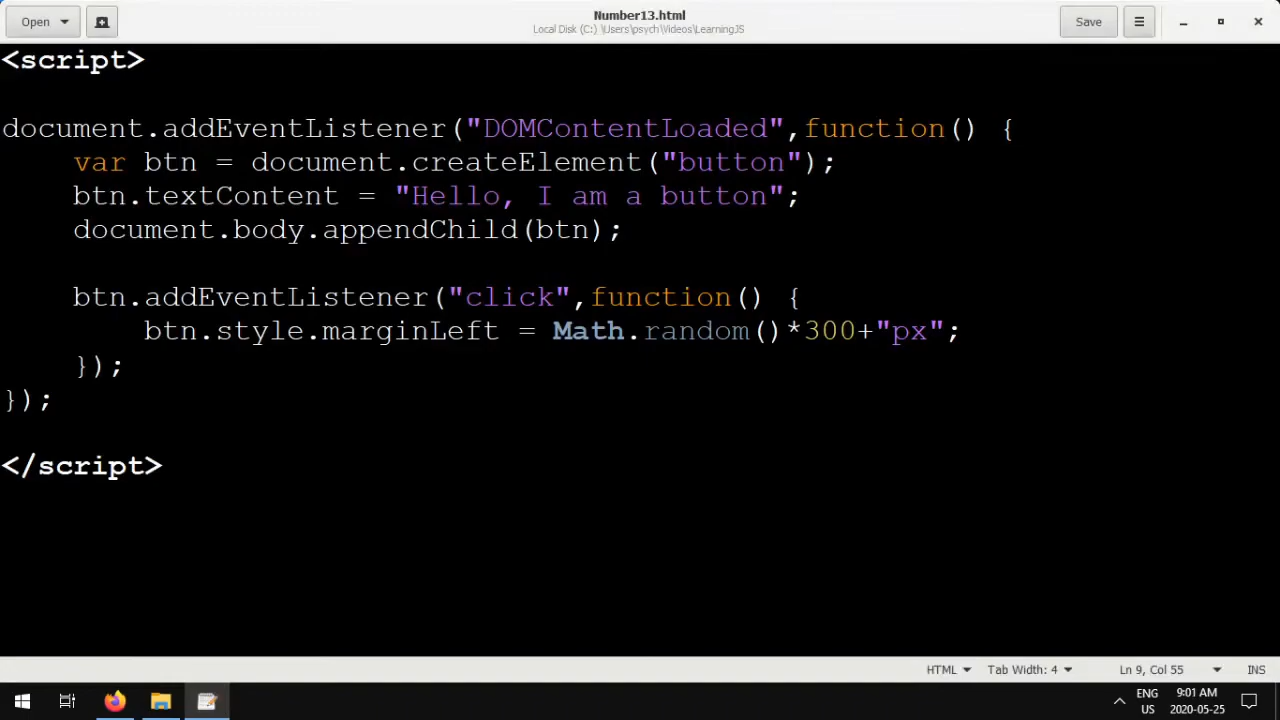 Open
Number13.html
Local Disk (C:) \Users\psych\Videos\LearningJS
Save
<script>
document.addEventListener("DOMContentLoaded",function() {
    var btn = document.createElement("button");
    btn.textContent = "Hello, I am a button";
    document.body.appendChild(btn);
    btn.addEventListener("click",function() {
        btn.style.marginLeft = Math.random()*300+"px";
    });
});
</script>
HTML
Tab Width: 4
Ln 9, Col 55
INS
ENG
US
9:01 AM
2020-05-25